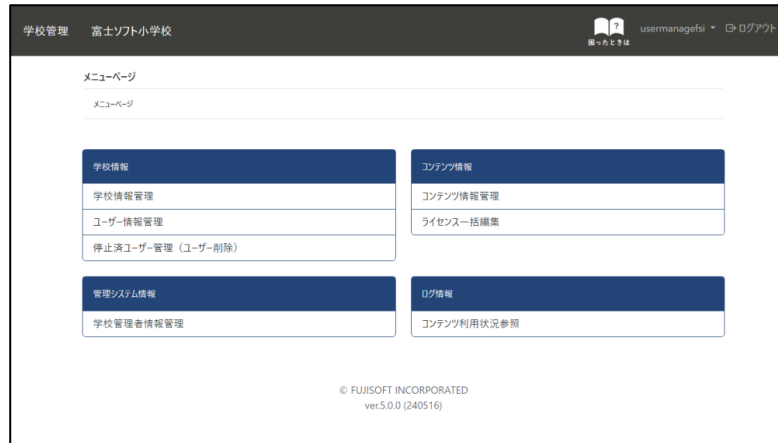 学校管理 富士ソフト小学校 ? 困ったときは usermanagefsi ログアウト
メニューページ
メニューページ
学校情報
学校情報管理
ユーザー情報管理
停止済ユーザー管理（ユーザー削除）
コンテンツ情報
コンテンツ情報管理
ライセンス一括編集
管理システム情報
学校管理者情報管理
ログ情報
コンテンツ利用状況参照
© FUJISOFT INCORPORATED
ver.5.0.0 (240516)